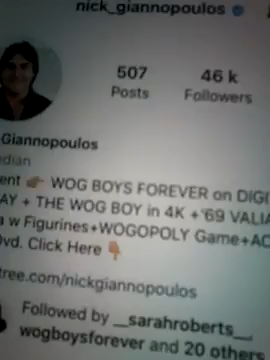 nick_giannopoulos
507 46 k
Posts Followers
Giannopoulos
edian
ent 👉 WOG BOYS FOREVER on DIGI
AY + THE WOG BOY in 4K +'69 VALIA
a w Figurines+WOGOPOLY Game+AC
Dvd. Click Here 👇
tree.com/nickgiannopoulos
Followed by __sarahroberts__
wogboysforever and 20 others